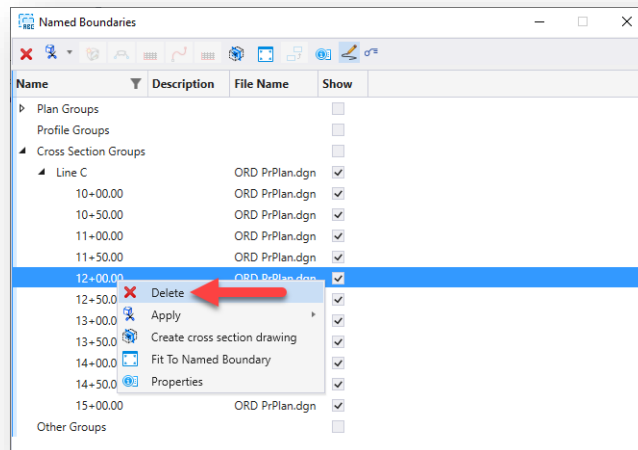 Named Boundaries
Name Description File Name Show
Plan Groups
Profile Groups
Cross Section Groups
Line C ORD PrPlan.dgn
10+00.00 ORD PrPlan.dgn
10+50.00 ORD PrPlan.dgn
11+00.00 ORD PrPlan.dgn
11+50.00 ORD PrPlan.dgn
12+00.00 ORD PrPlan.dgn
12+50.0
Delete
13+00.0
Apply
13+50.0
Create cross section drawing
14+00.0
Fit To Named Boundary
14+50.0
Properties
15+00.00 ORD PrPlan.dgn
Other Groups